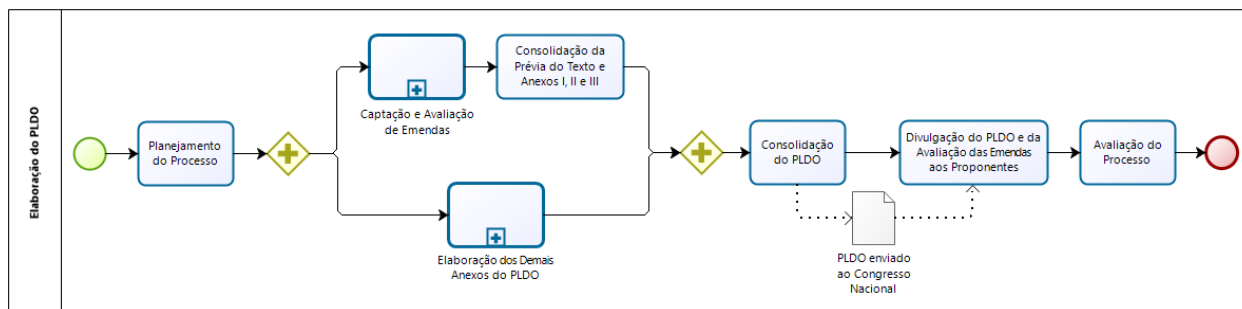 Elaboração do PLDO
Planejamento
do Processo
Captação e Avaliação
de Emendas
Consolidação da
Prévia do Texto e
Anexos I, II e III
Elaboração dos Demais
Anexos do PLDO
Consolidação
do PLDO
Divulgação do PLDO e da
Avaliação das Emendas
aos Proponentes
Avaliação do
Processo
PLDO enviado
ao Congresso
Nacional